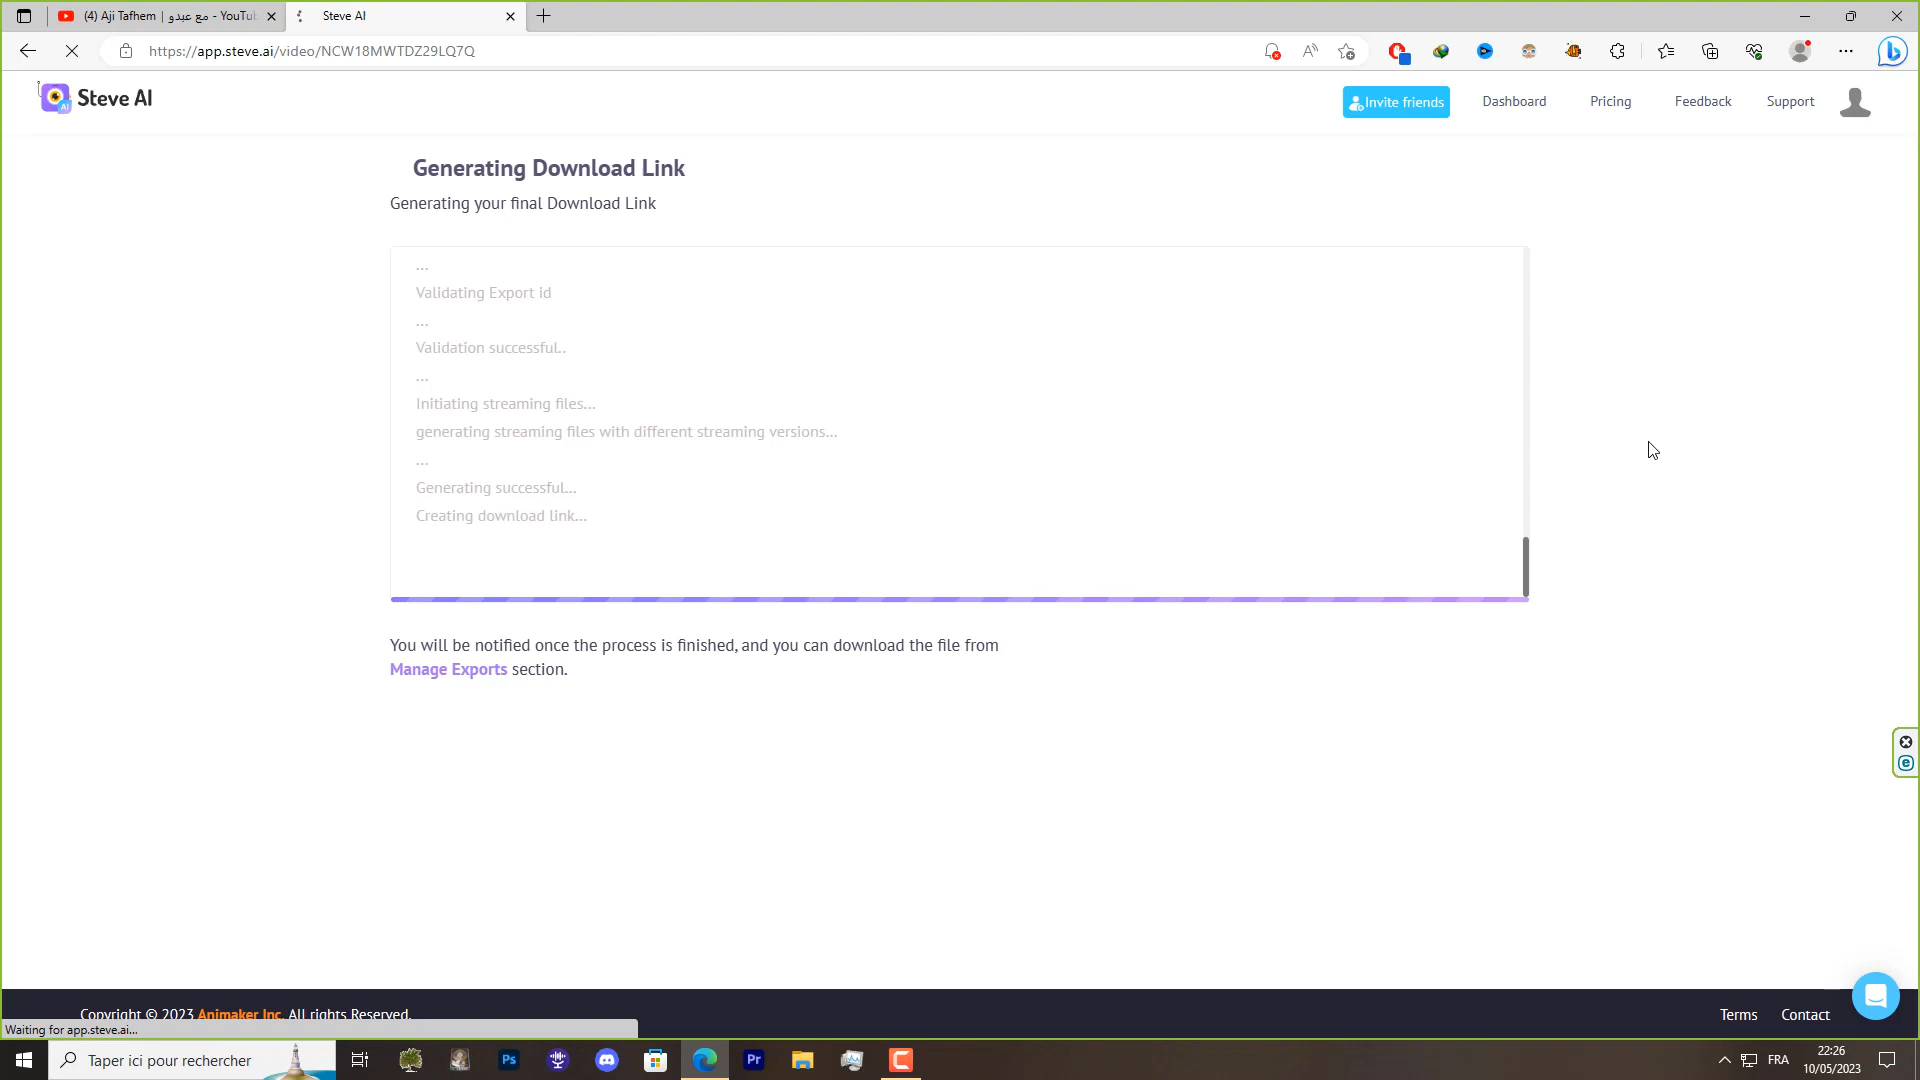 (4) Aji Tafhem | مع عبدو - YouTu
Steve AI
https://app.steve.ai/video/NCW18MWTDZ29LQ7Q
Steve AI
Invite friends
Dashboard
Pricing
Feedback
Support
Generating Download Link
Generating your final Download Link
...
Validating Export id
...
Validation successful..
...
Initiating streaming files...
generating streaming files with different streaming versions...
...
Generating successful...
Creating download link...
You will be notified once the process is finished, and you can download the file from
Manage Exports section.
Copyright © 2023 Animaker Inc. All rights Reserved.
Terms
Contact
Waiting for app.steve.ai...
Taper ici pour rechercher
Ps
Pr
FRA
22:26
10/05/2023